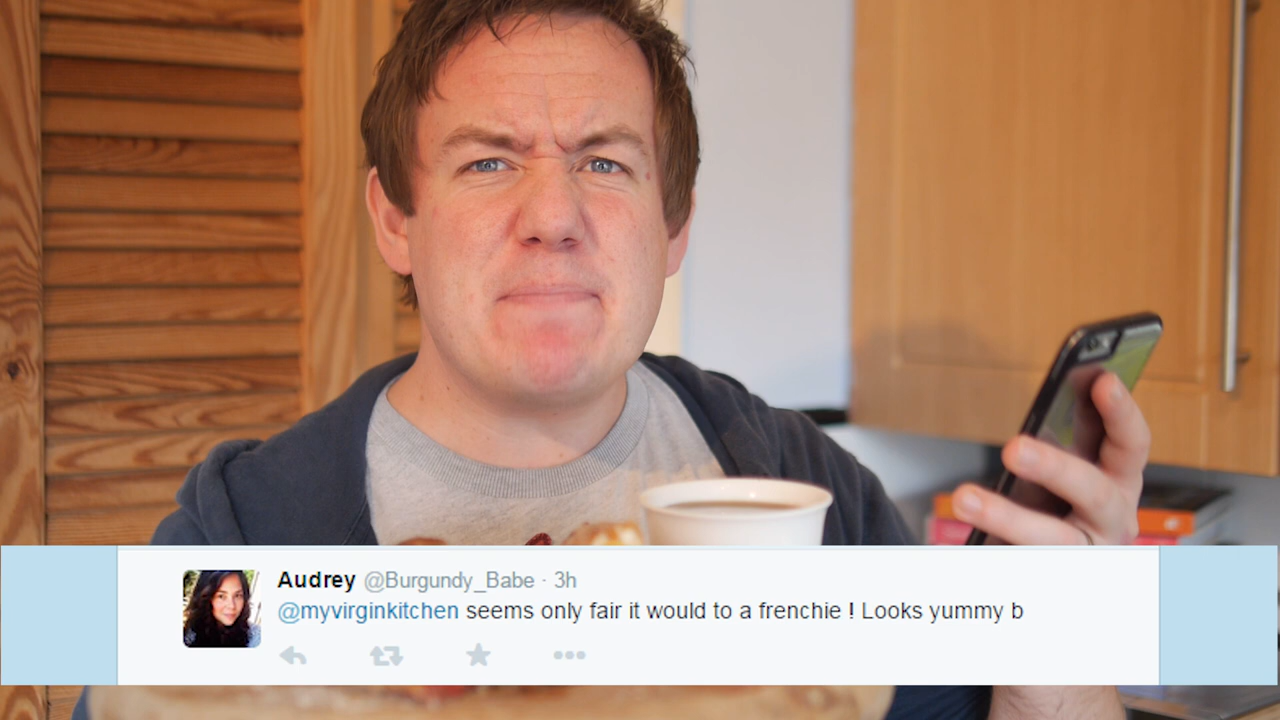 Audrey @Burgundy_Babe · 3h
@myvirginkitchen seems only fair it would to a frenchie ! Looks yummy b